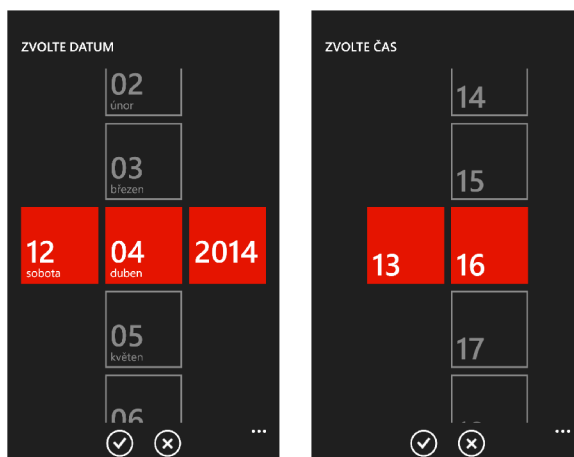 ZVOLTE DATUM
02
únor
03
březen
12 04 2014
sobota duben
05
květen
06
ZVOLTE ČAS
14
15
13 16
17